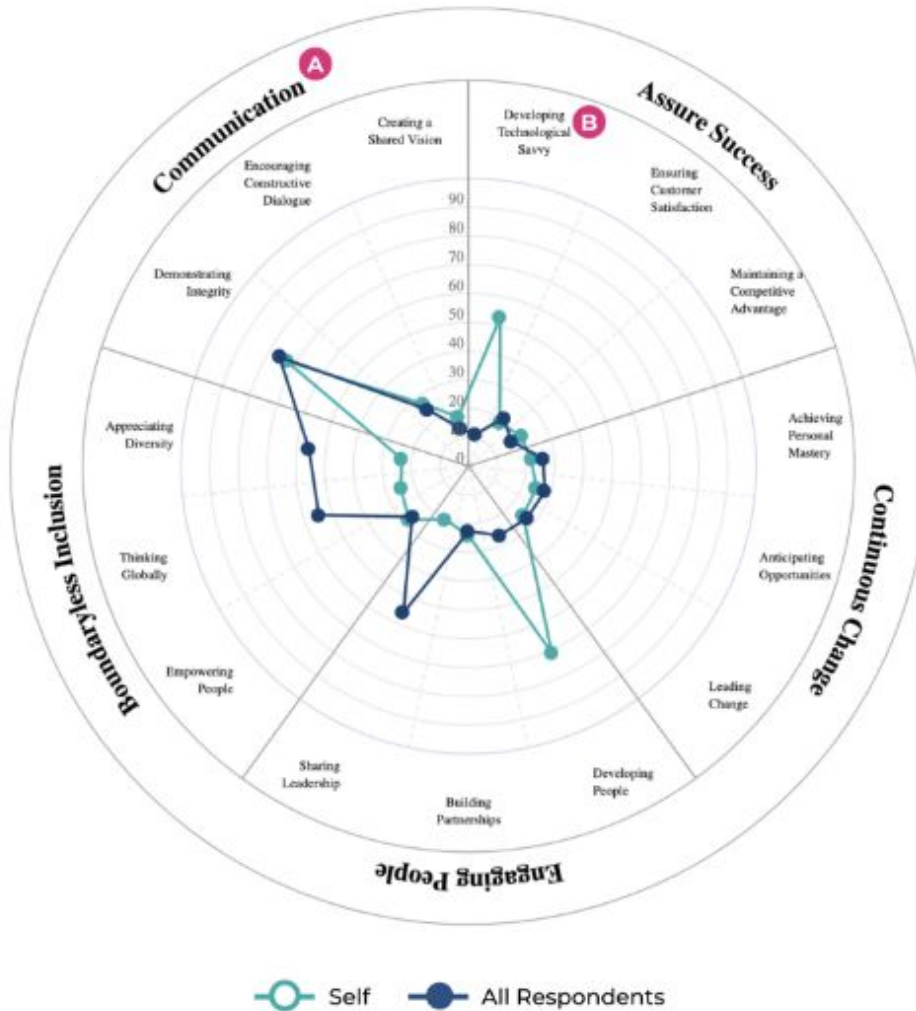 A
Communication
Assure Success
Creating a
Shared Vision
Developing
Technological
Savvy
B
Encouraging
Constructive
Dialogue
Ensuring
Customer
Satisfaction
Demonstrating
Integrity
Maintaining a
Competitive
Advantage
90
80
70
60
50
40
30
20
0
Appreciating
Diversity
Achieving
Personal
Mastery
Boundaryless Inclusion
Continuous Change
Thinking
Globally
Anticipating
Opportunities
Empowering
People
Leading
Change
Sharing
Leadership
Developing
People
Building
Partnerships
Engaging People
Self
All Respondents